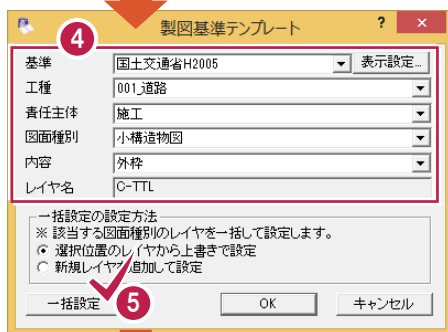 製図基準テンプレート ? ×
4
基準 国土交通省H2005 表示設定...
工種 001_道路
責任主体 施工
図面種別 小構造物図
内容 外枠
レイヤ名 C-TTL
一括設定の設定方法
※ 該当する図面種別のレイヤを一括して設定します。
選択位置のレイヤから上書きで設定
新規レイヤを追加して設定
一括設定 5 OK キャンセル